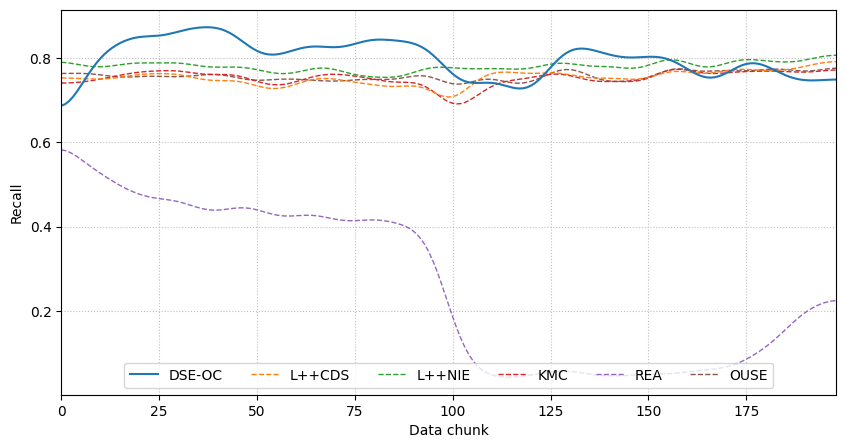 0.8
0.6
0.4
0.2
Recall
DSE-OC L++CDS L++NIE KMC REA OUSE
0 25 50 75 100 125 150 175
Data chunk